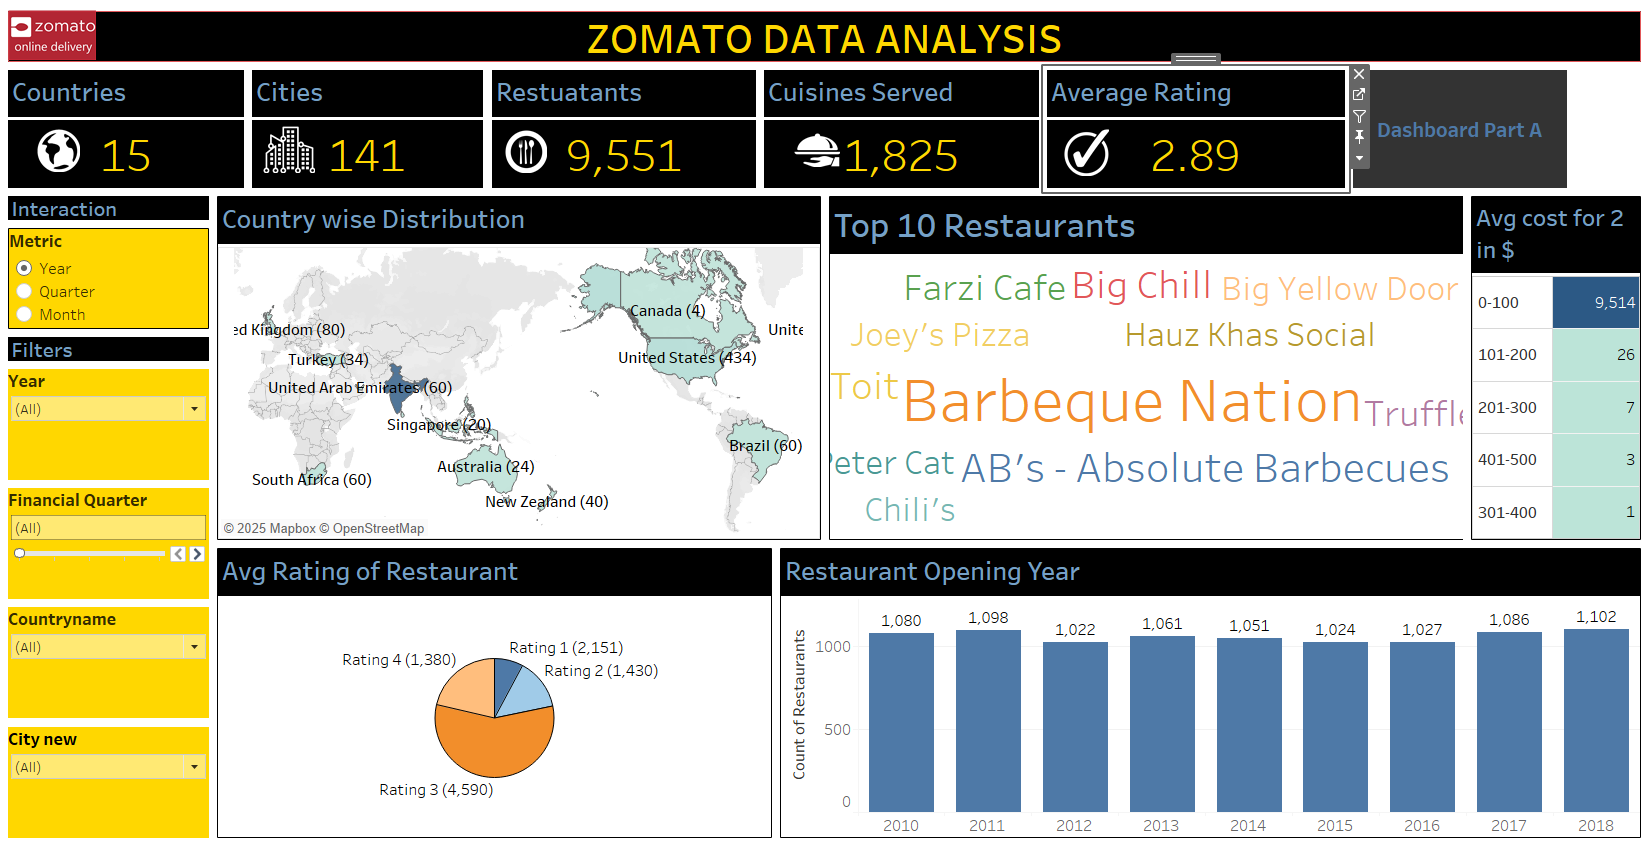 zomato
online delivery
ZOMATO DATA ANALYSIS
Countries
15
Cities
141
Restuatants
9,551
Cuisines Served
1,825
Average Rating
2.89
Dashboard Part A
Interaction
Metric
Year
Quarter
Month
Filters
Year
(All)
Financial Quarter
(All)
Countryname
(All)
City new
(All)
Country wise Distribution
Canada (4)
ed Kingdom (80)
Unite
Turkey (34)
United States (434)
United Arab Emirates (60)
Singapore (20)
Brazil (60)
Australia (24)
South Africa (60)
New Zealand (40)
© 2025 Mapbox © OpenStreetMap
Top 10 Restaurants
Farzi Cafe Big Chill Big Yellow Door
Joey's Pizza Hauz Khas Social
Toit Barbeque Nation Truffle
Peter Cat AB's - Absolute Barbecues
Chili's
Avg cost for 2
in $
0-100 9,514
101-200 26
201-300 7
401-500 3
301-400 1
Avg Rating of Restaurant
Rating 1 (2,151)
Rating 4 (1,380)
Rating 2 (1,430)
Rating 3 (4,590)
Restaurant Opening Year
Count of Restaurants
1000
500
0
1,080 1,098 1,022 1,061 1,051 1,024 1,027 1,086 1,102
2010 2011 2012 2013 2014 2015 2016 2017 2018